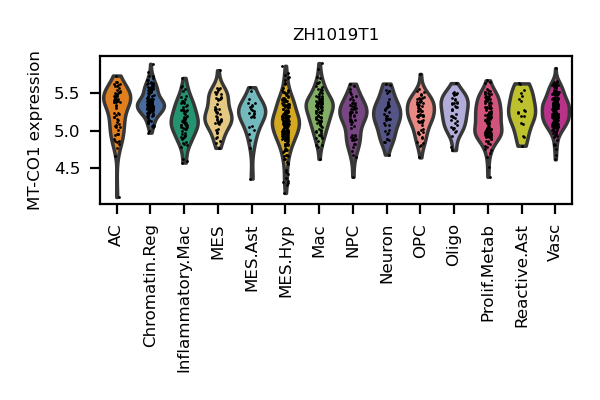 ZH1019T1
MT-CO1 expression
5.5
5.0
4.5
AC
Chromatin.Reg
Inflammatory.Mac
MES
MES.Ast
MES.Hyp
Mac
NPC
Neuron
OPC
Oligo
Prolif.Metab
Reactive.Ast
Vasc